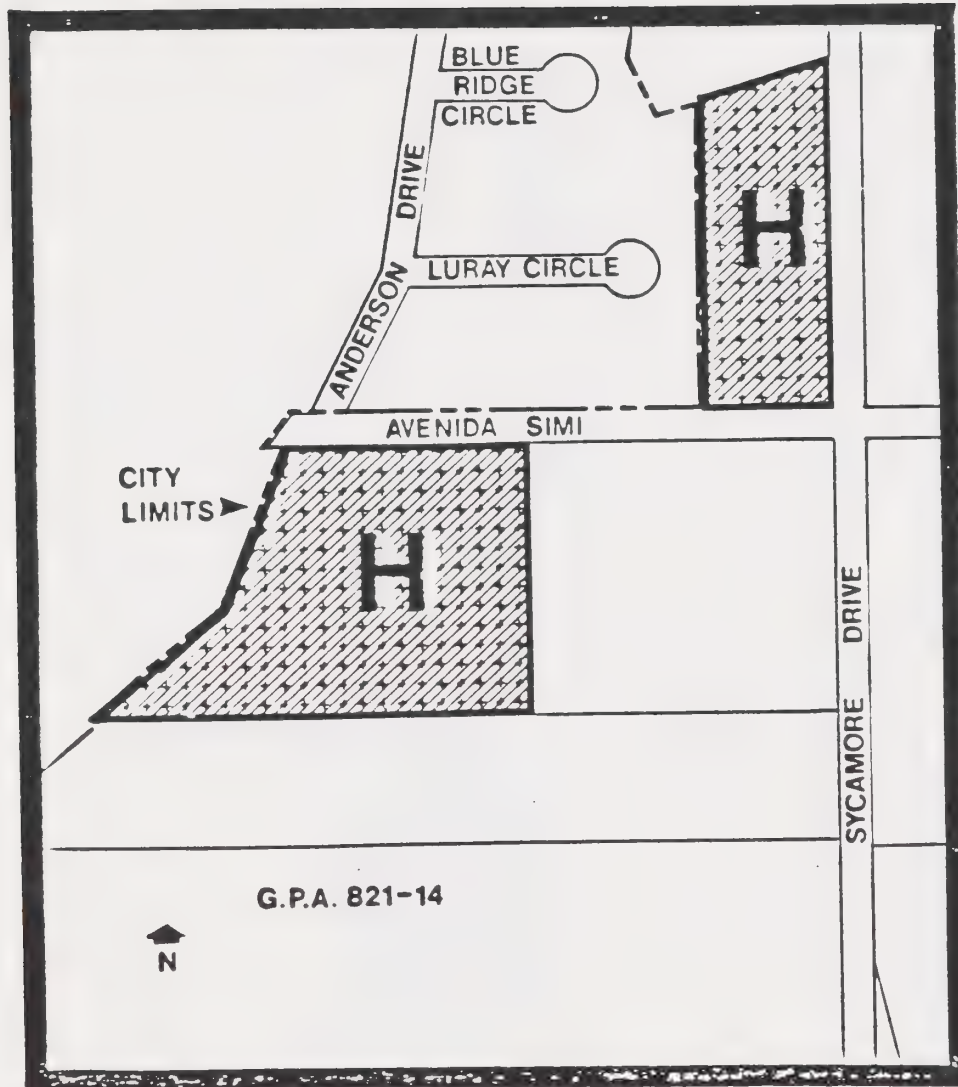 BLUE
RIDGE
CIRCLE
ANDERSON DRIVE
H
LURAY CIRCLE
AVENIDA SIMI
CITY
LIMITS
H
SYCAMORE DRIVE
G.P.A. 821-14
N